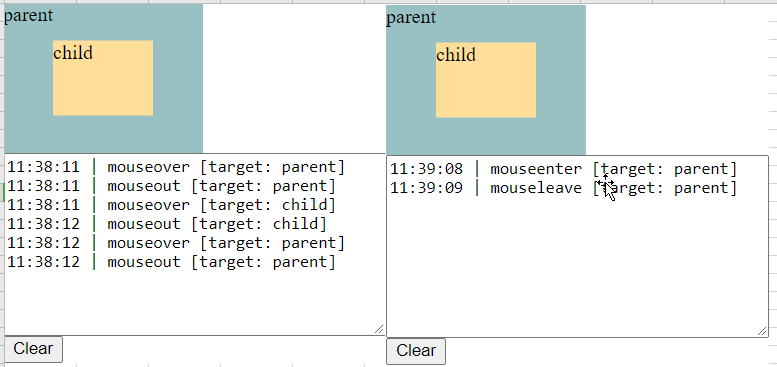 parent
child
11:38:11 | mouseover [target: parent]
11:38:11 | mouseout [target: parent]
11:38:11 | mouseover [target: child]
11:38:12 | mouseout [target: child]
11:38:12 | mouseover [target: parent]
11:38:12 | mouseout [target: parent]
Clear
parent
child
11:39:08 | mouseenter [target: parent]
11:39:09 | mouseleave [target: parent]
Clear